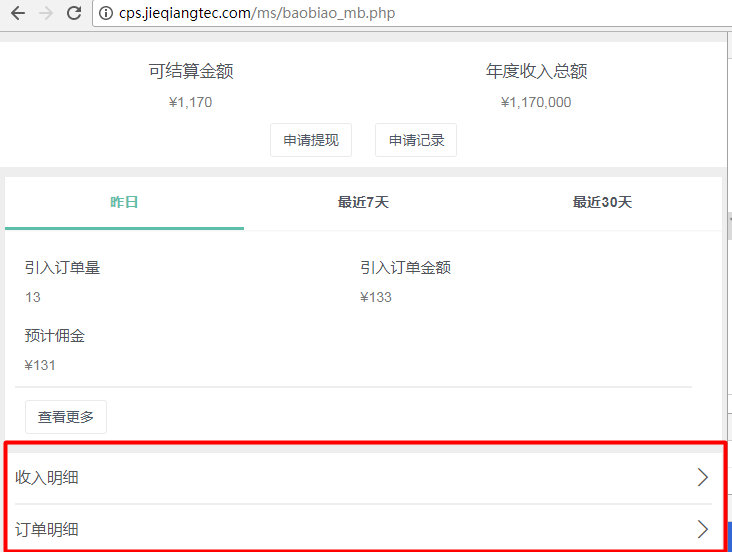 cps.jieqiangtec.com/ms/baobiao_mb.php
可结算金额 年度收入总额
¥1,170 ¥1,170,000
申请提现 申请记录
昨日 最近7天 最近30天
引入订单量 引入订单金额
13 ¥133
预计佣金
¥131
查看更多
收入明细
订单明细